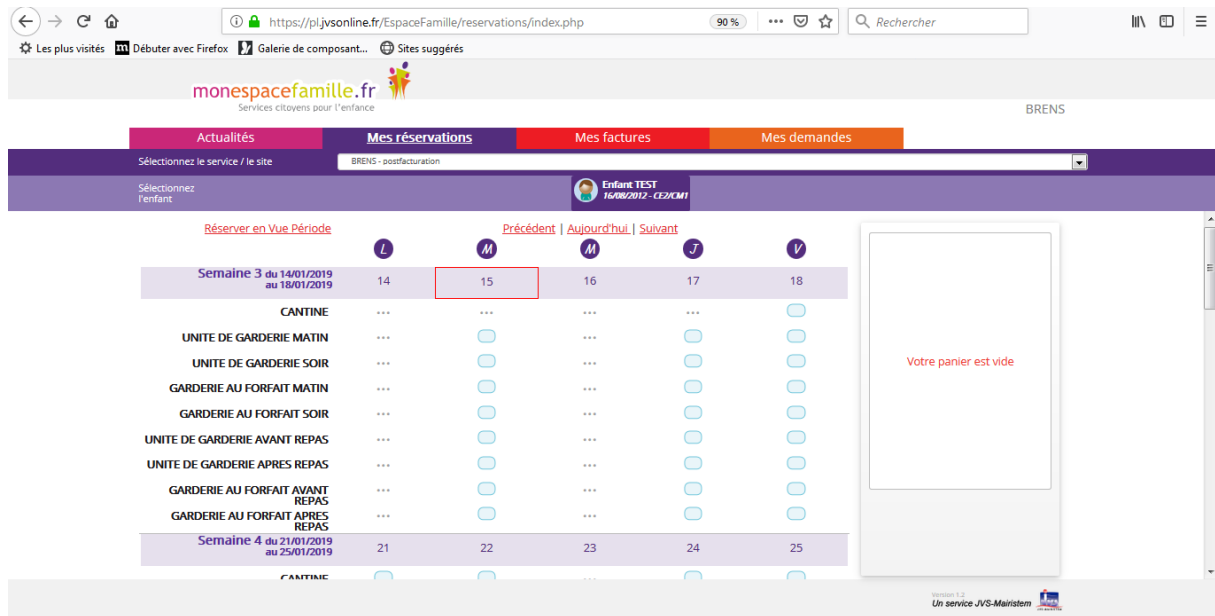 https://pl.jvsonline.fr/EspaceFamille/reservations/index.php 90 % Rechercher
Les plus visités Débuter avec Firefox Galerie de composant... Sites suggérés
monespacefamille.fr
Services citoyens pour l'enfance
BRENS
Actualités Mes réservations Mes factures Mes demandes
Sélectionnez le service / le site BRENS - postfacturation
Sélectionnez
l'enfant
Enfant TEST
16/08/2012 - CE2/CM1
Réserver en Vue Période Précédent | Aujourd'hui | Suivant
L M M J V
Semaine 3 du 14/01/2019
au 18/01/2019
14 15 16 17 18
CANTINE ... ... ... ...
UNITE DE GARDERIE MATIN ... ...
UNITE DE GARDERIE SOIR ... ...
Votre panier est vide
GARDERIE AU FORFAIT MATIN ... ...
GARDERIE AU FORFAIT SOIR ... ...
UNITE DE GARDERIE AVANT REPAS ... ...
UNITE DE GARDERIE APRES REPAS ... ...
GARDERIE AU FORFAIT AVANT
REPAS ... ...
GARDERIE AU FORFAIT APRES
REPAS ... ...
Semaine 4 du 21/01/2019
au 25/01/2019
21 22 23 24 25
CANTINE ...
Version 1.2
Un service JVS-Mairistem